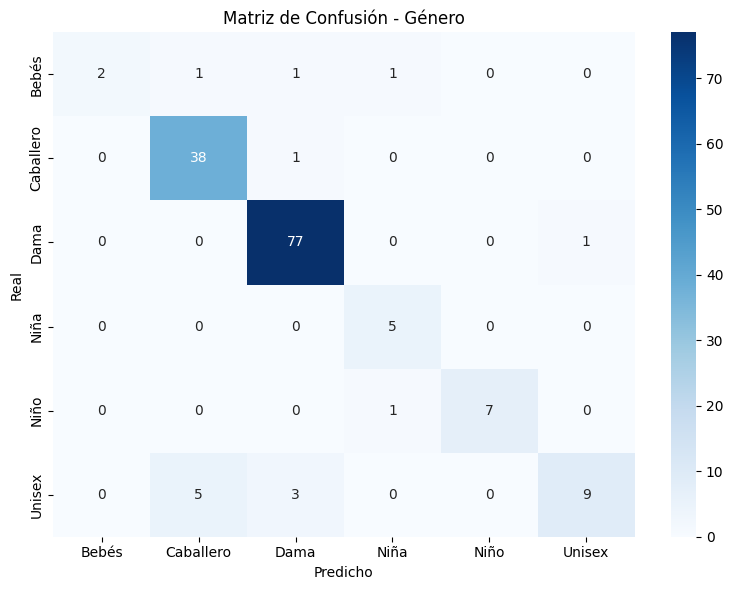 Matriz de Confusión - Género
Bebés 2 1 1 1 0 0
Caballero 0 38 1 0 0 0
Dama 0 0 77 0 0 1
Niña 0 0 0 5 0 0
Niño 0 0 0 1 7 0
Unisex 0 5 3 0 0 9
Real
Bebés Caballero Dama Niña Niño Unisex
Predicho
70
60
50
40
30
20
10
0